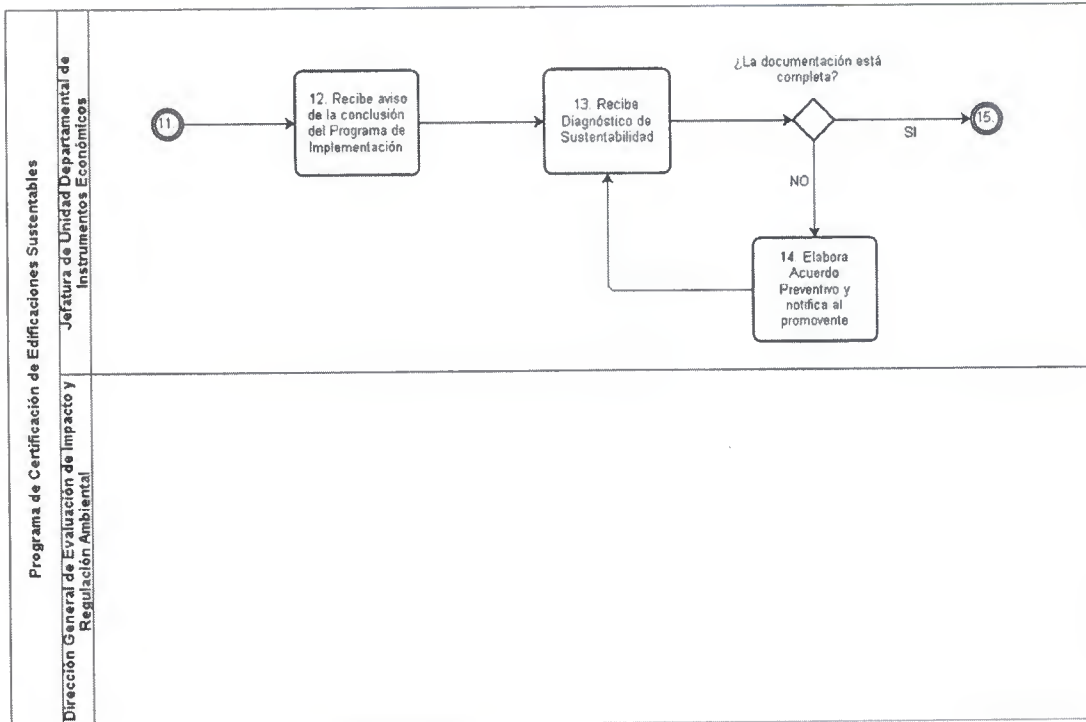 Programa de Certificación de Edificaciones Sustentables
Jefatura de Unidad Departamental de
Instrumentos Económicos
11
12. Recibe aviso
de la conclusión
del Programa de
Implementación
13. Recibe
Diagnóstico de
Sustentabilidad
¿La documentación está
completa?
SI
15.
NO
14. Elabora
Acuerdo
Preventivo y
notifica al
promovente
Dirección General de Evaluación de Impacto y
Regulación Ambiental